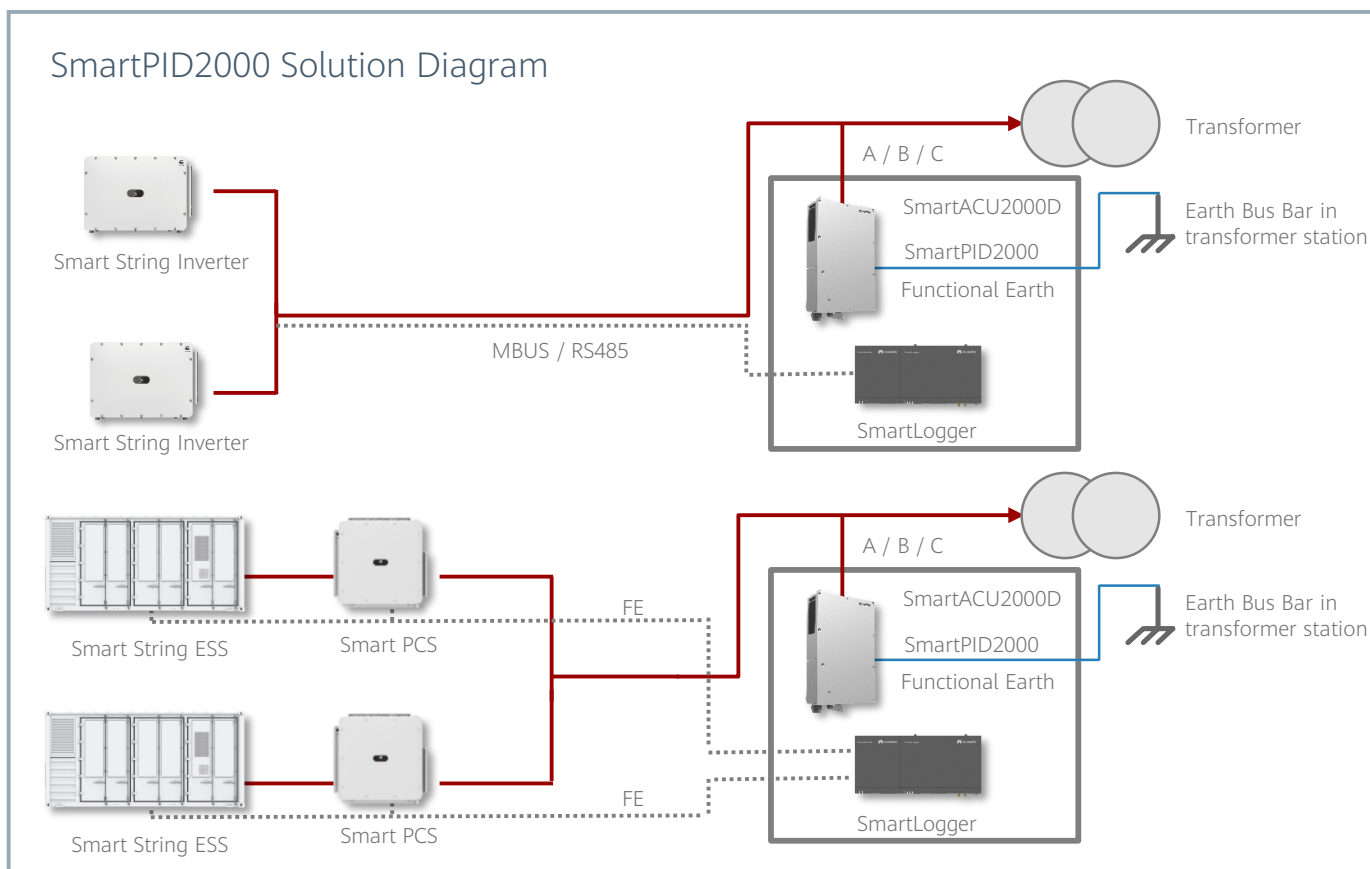 SmartPID2000 Solution Diagram
Transformer
A / B / C
Smart String Inverter
SmartACU2000D
SmartPID2000
Functional Earth
Earth Bus Bar in
transformer station
MBUS / RS485
SmartLogger
Smart String Inverter
Transformer
A / B / C
Smart String ESS
Smart PCS
FE
SmartACU2000D
SmartPID2000
Functional Earth
Earth Bus Bar in
transformer station
Smart String ESS
Smart PCS
FE
SmartLogger